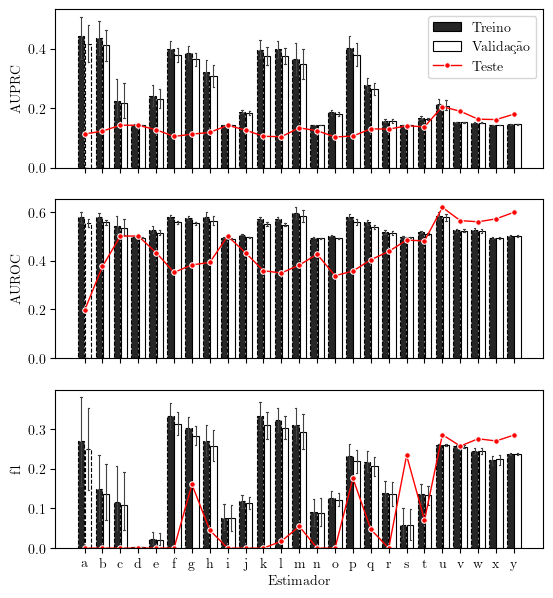 AUPRC
0.4
0.2
0.0
Treino
Validação
Teste
AUROC
0.6
0.4
0.2
0.0
f1
0.3
0.2
0.1
0.0
a b c d e f g h i j k l m n o p q r s t u v w x y
Estimador